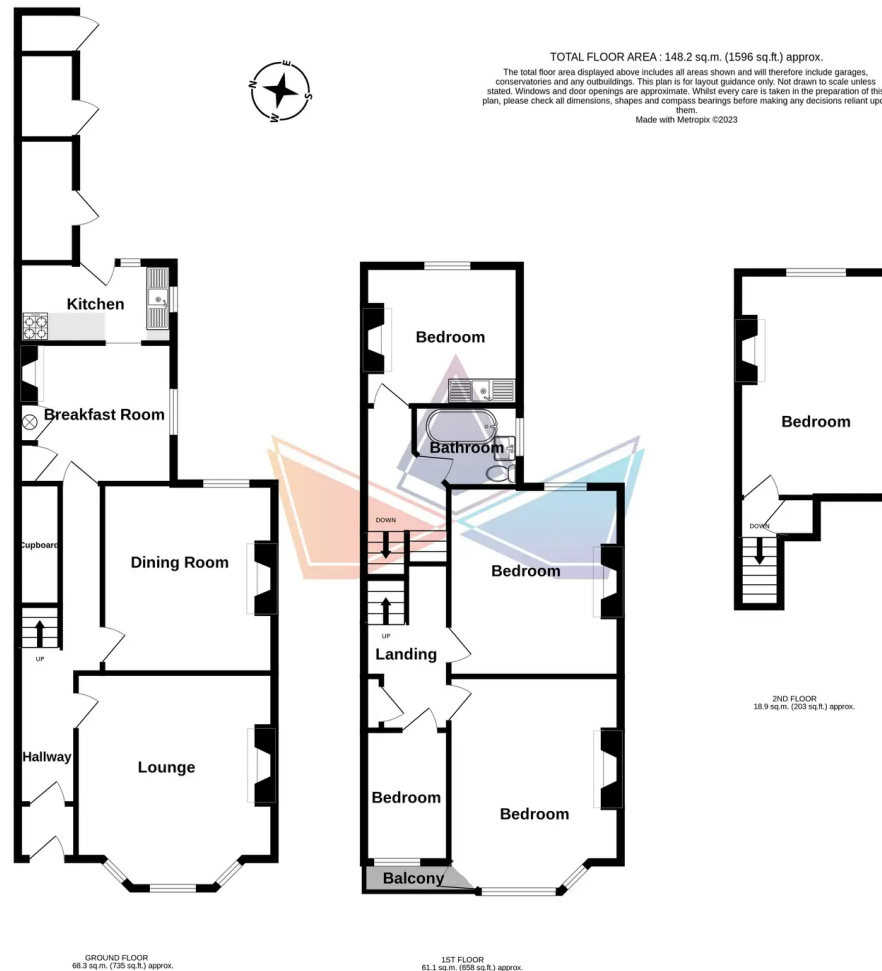 TOTAL FLOOR AREA : 148.2 sq.m. (1596 sq.ft.) approx.
The total floor area displayed above includes all areas shown and will therefore include garages,
conservatories and any outbuildings. This plan is for layout guidance only. Not drawn to scale unless
stated. Windows and door openings are approximate. Whilst every care is taken in the preparation of this
plan, please check all dimensions, shapes and compass bearings before making any decisions reliant upo
them.
Made with Metropix ©2023
N
E
S
W
Kitchen
Breakfast Room
Cupboard
Dining Room
UP
Hallway
Lounge
GROUND FLOOR
68.3 sq.m. (735 sq.ft.) approx.
Bedroom
Bathroom
DOWN
Bedroom
UP
Landing
Bedroom
Bedroom
Balcony
1ST FLOOR
61.1 sq.m. (658 sq.ft.) approx.
Bedroom
DOWN
2ND FLOOR
18.9 sq.m. (203 sq.ft.) approx.